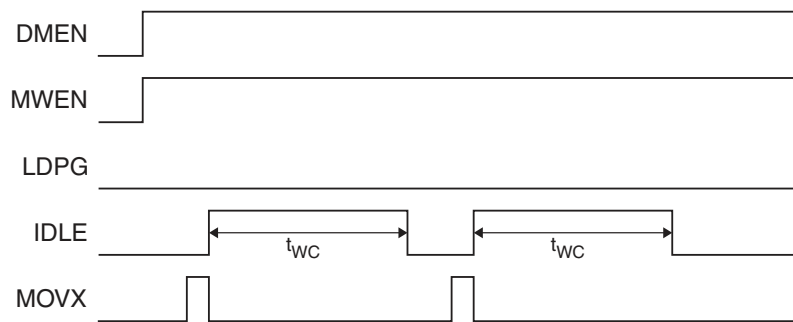 DMEN
MWEN
LDPG
IDLE
tWC
tWC
MOVX